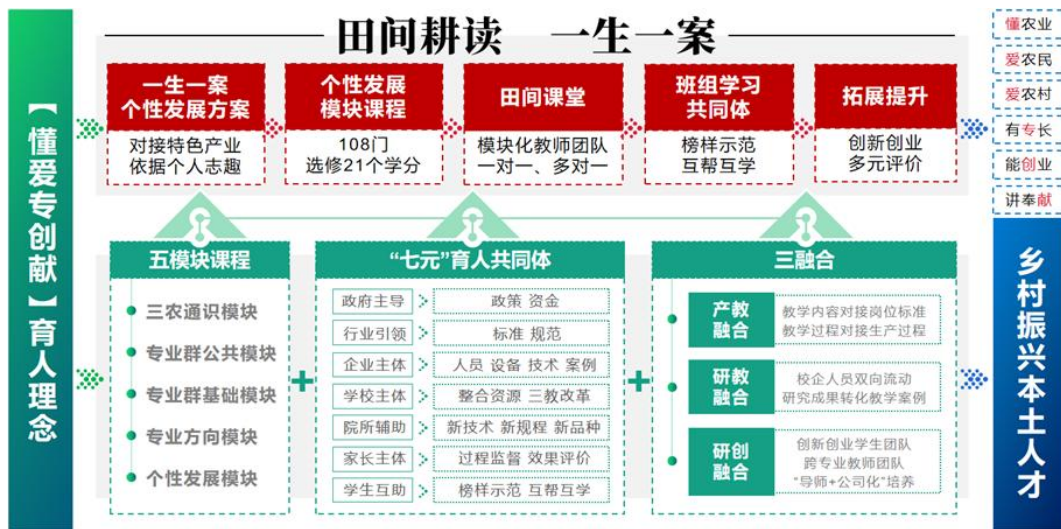 【懂爱专创献】育人理念
田间耕读 一生一案
一生一案
个性发展方案
对接特色产业
依据个人志趣
个性发展
模块课程
108门
选修21个学分
田间课堂
模块化教师团队
一对一、多对一
班组学习
共同体
榜样示范
互帮互学
拓展提升
创新创业
多元评价
五模块课程
三农通识模块
专业群公共模块
专业群基础模块
专业方向模块
个性发展模块
+
“七元”育人共同体
政府主导 政策 资金
行业引领 标准 规范
企业主体 人员 设备 技术 案例
学校主体 整合资源 三教改革
院所辅助 新技术 新规程 新品种
家长主体 过程监督 效果评价
学生互助 榜样示范 互帮互学
+
三融合
产教
融合
教学内容对接岗位标准
教学过程对接生产过程
研教
融合
校企人员双向流动
研究成果转化教学案例
研创
融合
创新创业学生团队
跨专业教师团队
“导师+公司化”培养
懂农业
爱农民
爱农村
有专长
能创业
讲奉献
乡村振兴本土人才